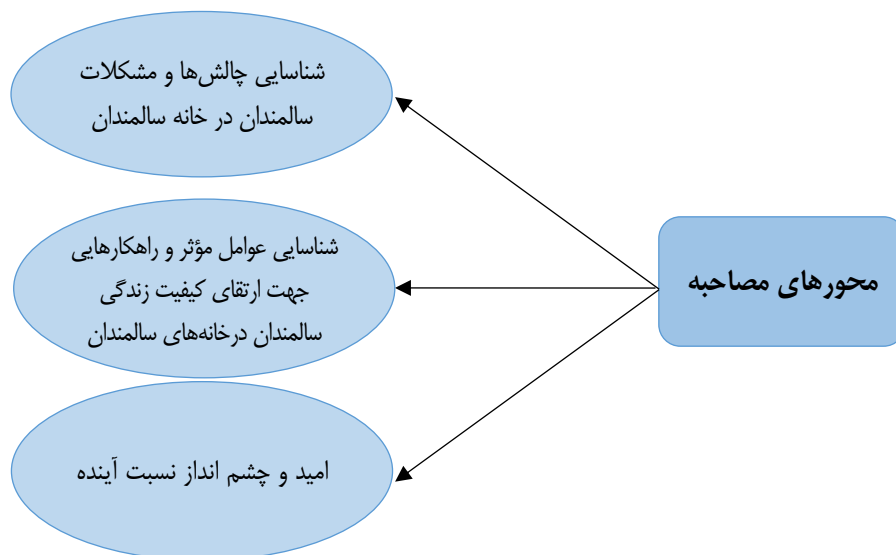 محورهای مصاحبه
شناسایی چالش‌ها و مشکلات
سالمندان در خانه سالمندان
شناسایی عوامل مؤثر و راهکارهایی
جهت ارتقای کیفیت زندگی
سالمندان درخانه‌های سالمندان
امید و چشم انداز نسبت آینده